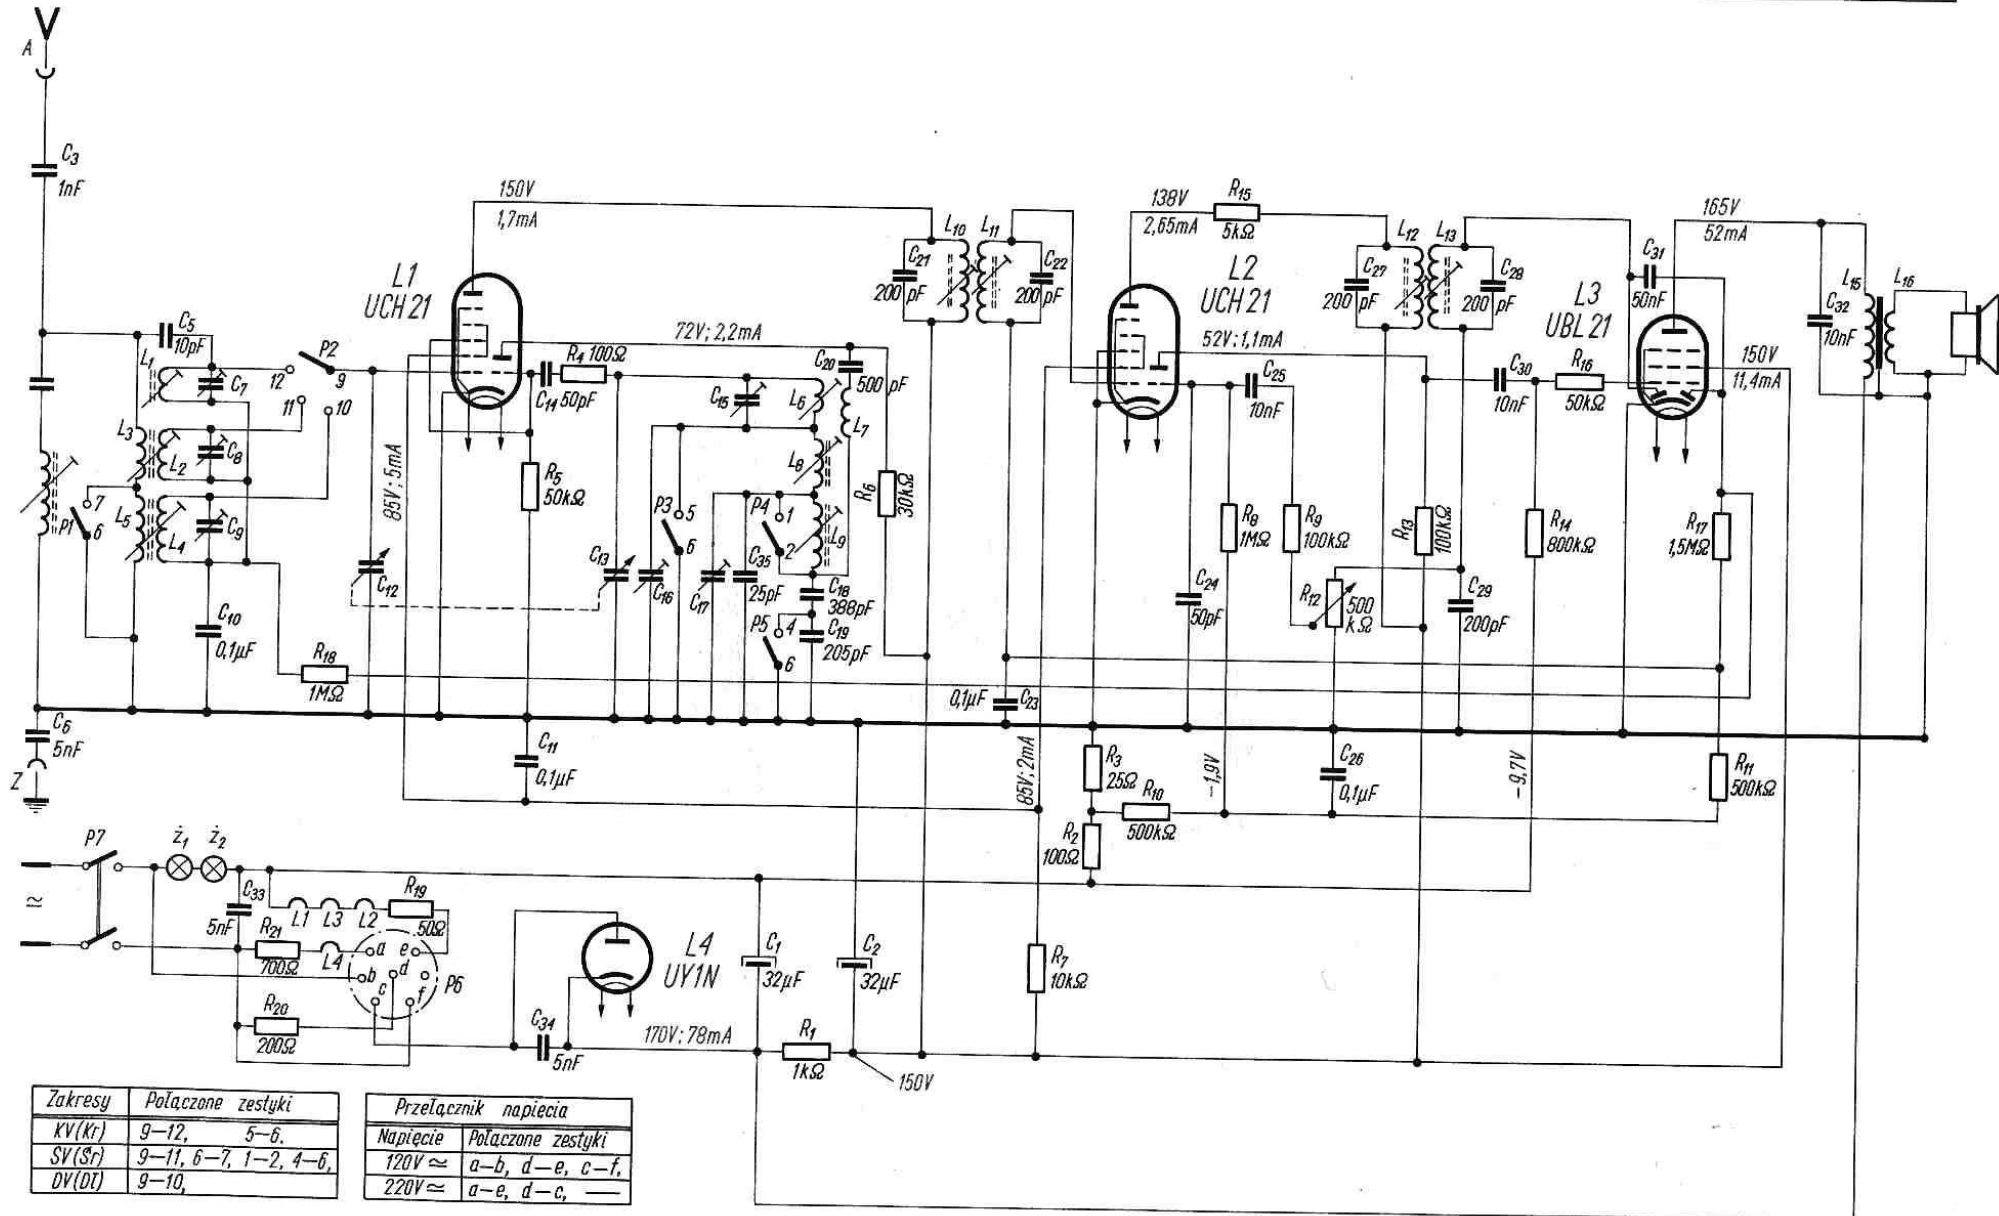 A
C3
1nF
C5
10pF
L1
C7
P2
12
9
11
10
L3
L2
C8
7
P1
6
L5
L4
C9
C10
0,1μF
R18
1MΩ
C12
C6
5nF
Z
L1
UCH 21
150V
1,7mA
85V; 5mA
C14
50pF
R4 100Ω
R5
50kΩ
C11
0,1μF
72V; 2,2mA
C13
C15
L6
C20
500 pF
L7
L8
L9
P3
5
6
C16
C17
P4
1
2
C35
25pF
C18
388pF
P5
4
6
C19
205pF
R6
30kΩ
L10
L11
C21
200 pF
C22
200 pF
0,1μF
C23
L2
UCH 21
138V
2,65mA
R15
5kΩ
52V; 1,1mA
C25
10nF
R8
1MΩ
R9
100kΩ
C24
50pF
R12
500
kΩ
R13
100kΩ
L12
L13
C27
200 pF
C28
200 pF
C29
200pF
C30
10nF
R16
50kΩ
R14
800kΩ
C31
50nF
L3
UBL 21
165V
52mA
150V
11,4mA
R17
1,5MΩ
C32
10nF
L15
L16
85V; 2mA
R3
25Ω
R10
500kΩ
R2
100Ω
-1,9V
C26
0,1μF
-9,7V
R11
500kΩ
P7
ż1
ż2
≃
C33
5nF
L1
L3
L2
R19
50Ω
R21
700Ω
L4
a
e
b
d
c
f
P6
R20
200Ω
L4
UY1N
C34
5nF
170V; 78mA
C1
32μF
C2
32μF
R1
1kΩ
150V
R7
10kΩ
Zakresy Połączone zestyki
KV(Kr) 9–12, 5–6.
SV(Śr) 9–11, 6–7, 1–2, 4–6,
DV(Dł) 9–10,
Przełącznik napięcia
Napięcie Połączone zestyki
120V ≃ a–b, d–e, c–f,
220V ≃ a–e, d–c, —